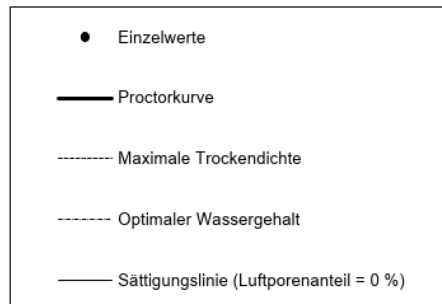 Einzelwerte
Proctorkurve
Maximale Trockendichte
Optimaler Wassergehalt
Sättigungslinie (Luftporenanteil = 0 %)